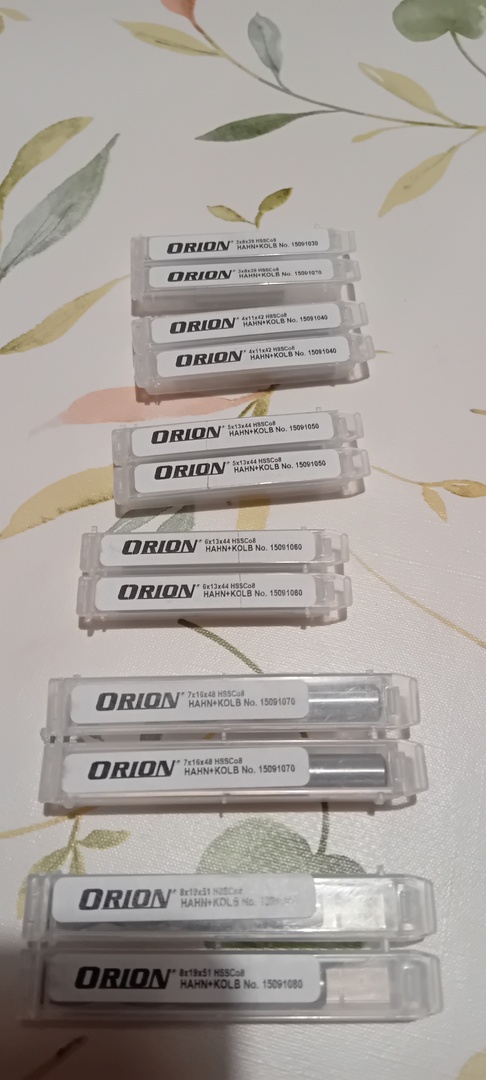 ORION 3x8x39 HSSCo8
HAHN+KOLB No. 15091030
ORION 3x8x39 HSSCo8
HAHN+KOLB No.
ORION 4x11x42 HSSCo8
HAHN+KOLB No. 15091040
ORION 4x11x42 HSSCo8
HAHN+KOLB No. 15091040
ORION 5x13x44 HSSCo8
HAHN+KOLB No. 15091050
ORION 5x13x44 HSSCo8
HAHN+KOLB No. 15091050
ORION 6x13x44 HSSCo8
HAHN+KOLB No. 15091060
ORION 6x13x44 HSSCo8
HAHN+KOLB No. 15091060
ORION 7x16x48 HSSCo8
HAHN+KOLB No. 15091070
ORION 7x16x48 HSSCo8
HAHN+KOLB No. 15091070
ORION 8x19x51 HSSCo8
HAHN+KOLB No.
ORION 8x19x51 HSSCo8
HAHN+KOLB No. 15091080